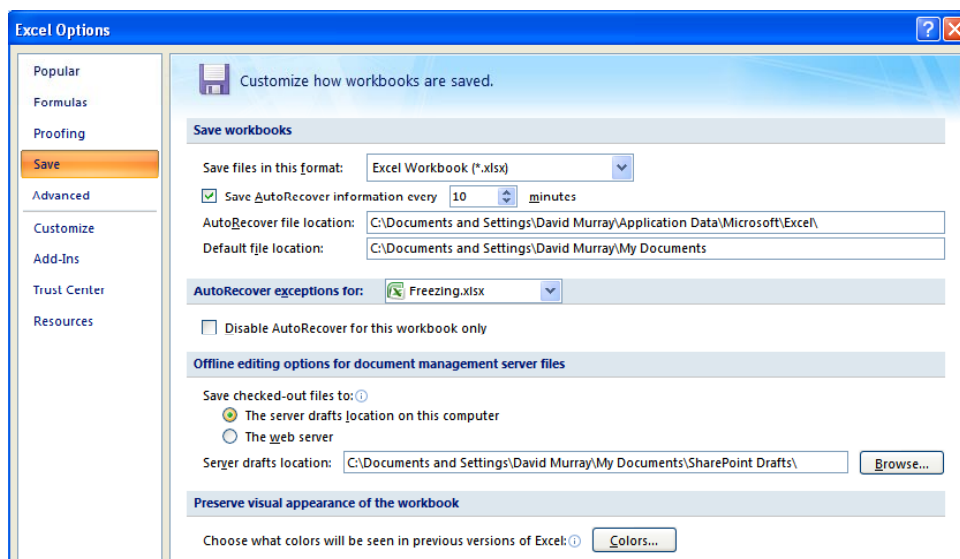 Excel Options
Popular
Formulas
Proofing
Save
Advanced
Customize
Add-Ins
Trust Center
Resources
Customize how workbooks are saved.
Save workbooks
Save files in this format: Excel Workbook (*.xlsx)
Save AutoRecover information every 10 minutes
AutoRecover file location: C:\Documents and Settings\David Murray\Application Data\Microsoft\Excel\
Default file location: C:\Documents and Settings\David Murray\My Documents
AutoRecover exceptions for: Freezing.xlsx
Disable AutoRecover for this workbook only
Offline editing options for document management server files
Save checked-out files to:
The server drafts location on this computer
The web server
Server drafts location: C:\Documents and Settings\David Murray\My Documents\SharePoint Drafts\ Browse...
Preserve visual appearance of the workbook
Choose what colors will be seen in previous versions of Excel: Colors...